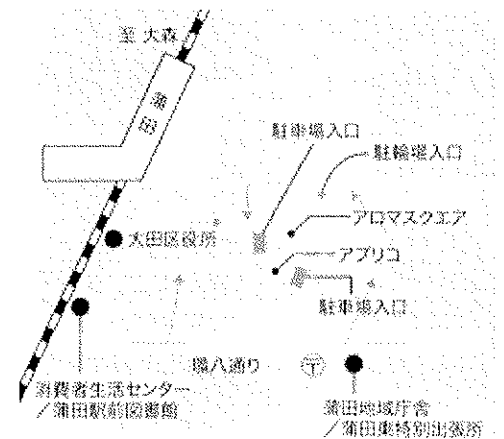 至 大森
蒲田
駐車場入口
駐輪場入口
アロマスクエア
大田区役所
アプリコ
駐車場入口
環八通り
〒
消費者生活センター
／蒲田駅前図書館
蒲田地域庁舎
／蒲田東特別出張所